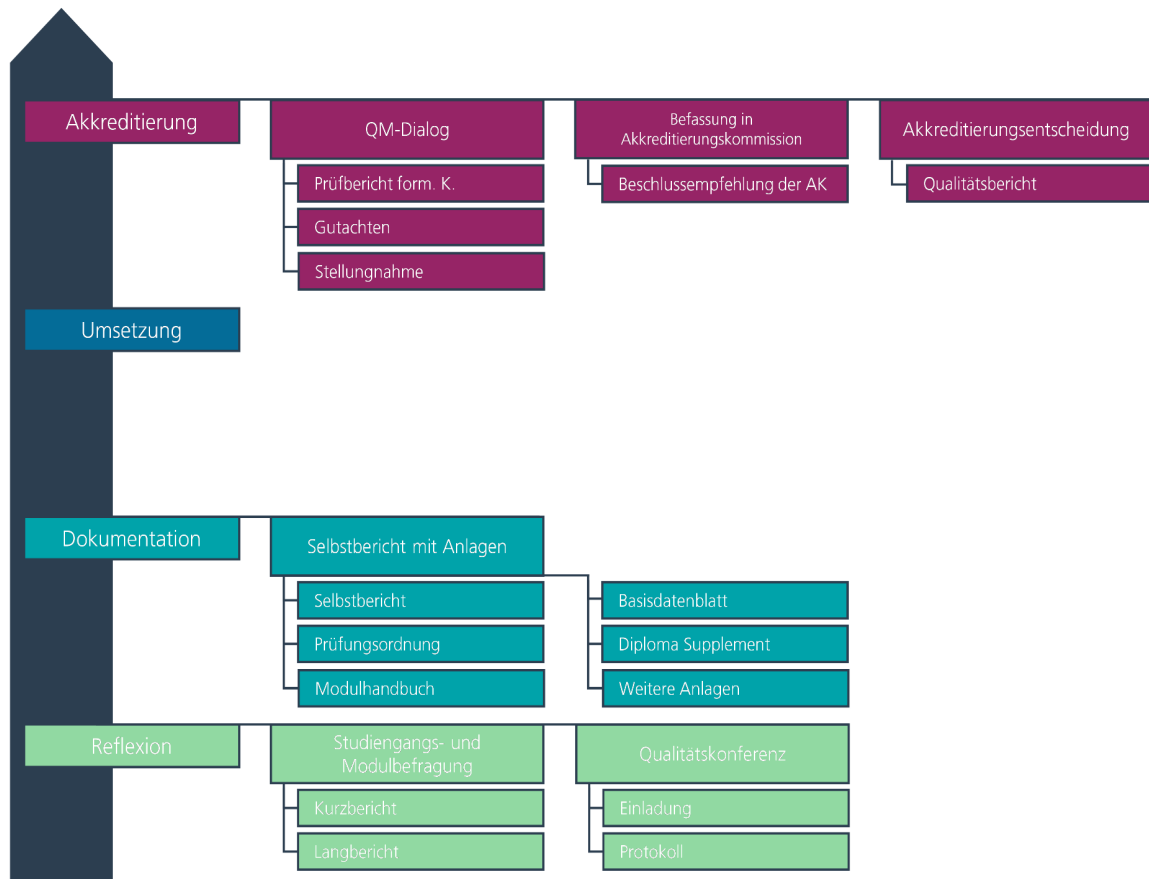 Akkreditierung
QM-Dialog
Befassung in
Akkreditierungskommission
Akkreditierungsentscheidung
Prüfbericht form. K.
Beschlussempfehlung der AK
Qualitätsbericht
Gutachten
Stellungnahme
Umsetzung
Dokumentation
Selbstbericht mit Anlagen
Selbstbericht
Basisdatenblatt
Prüfungsordnung
Diploma Supplement
Modulhandbuch
Weitere Anlagen
Reflexion
Studiengangs- und
Modulbefragung
Qualitätskonferenz
Kurzbericht
Einladung
Langbericht
Protokoll